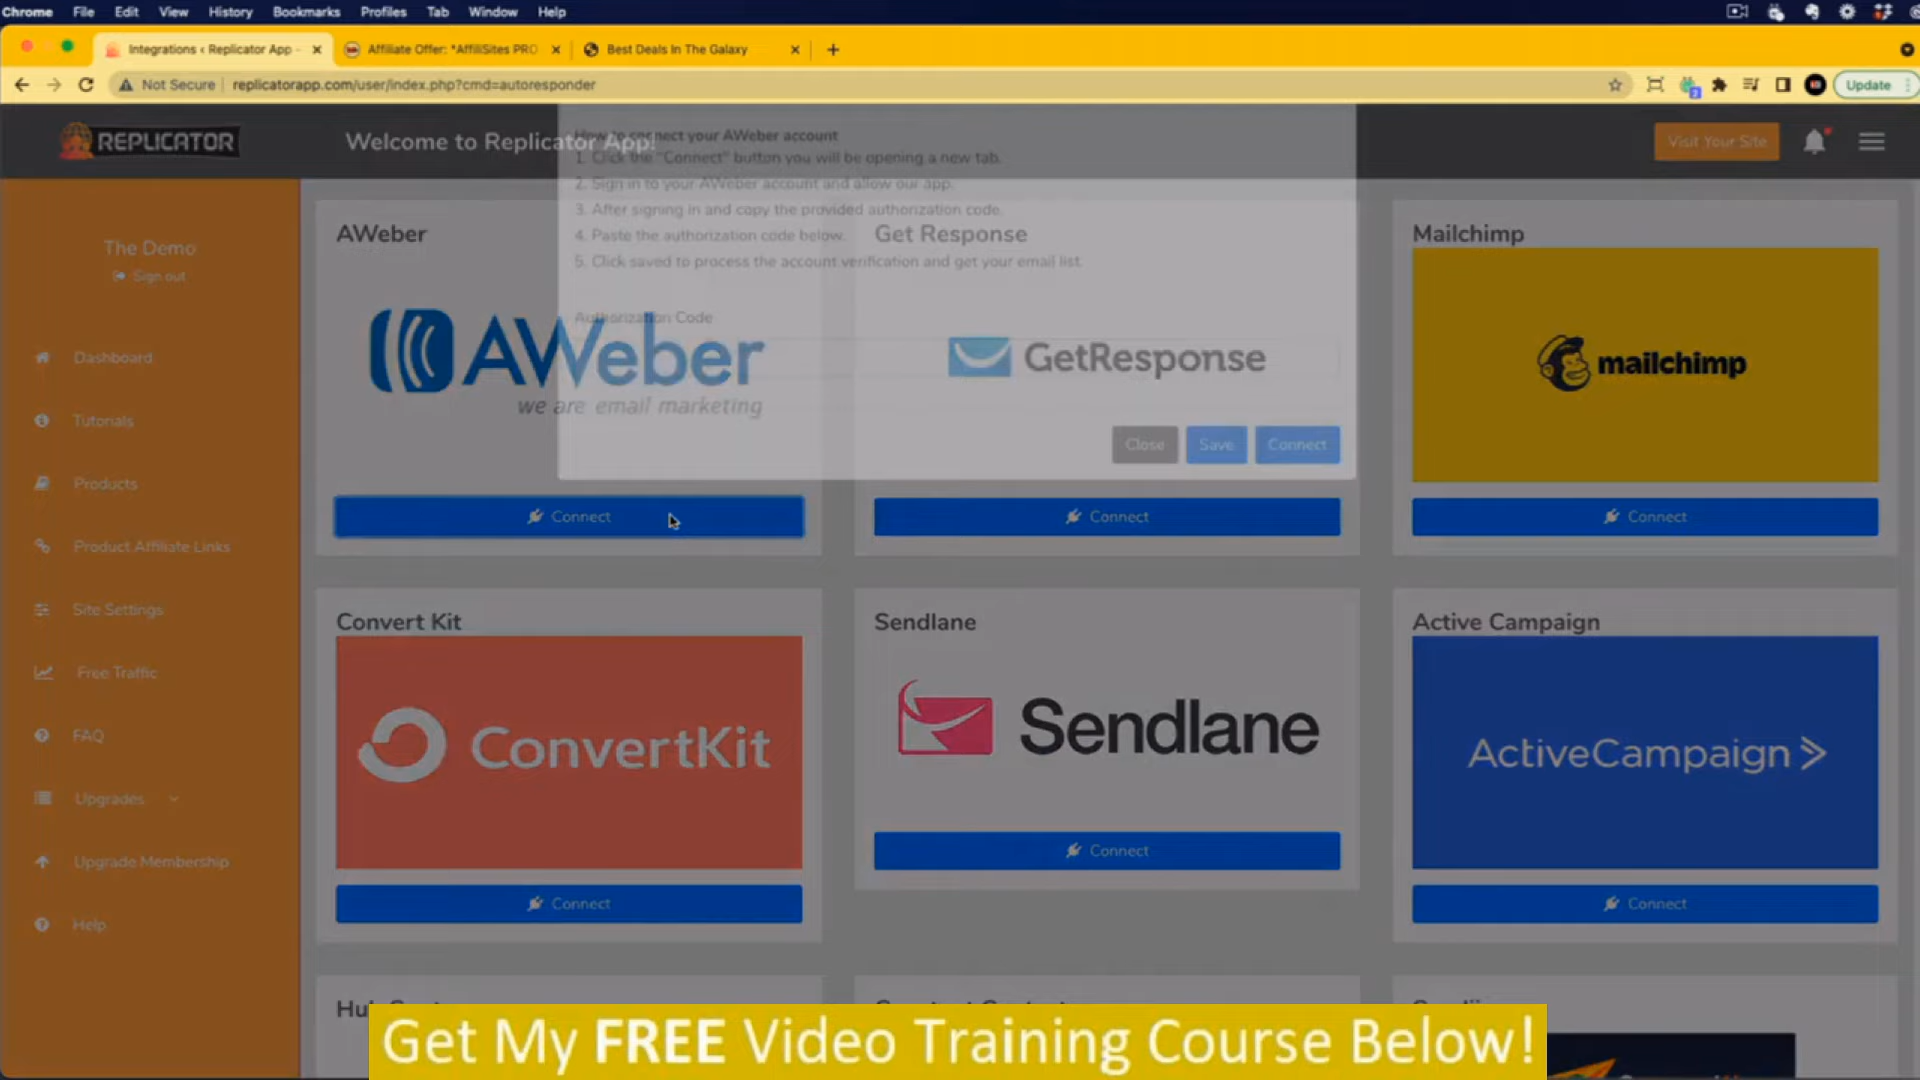 Chrome File Edit View History Bookmarks Profiles Tab Window Help
Integrations ‹ Replicator App -
Affiliate Offer: *AffiliSites PRO
Best Deals In The Galaxy
Not Secure
replicatorapp.com/user/index.php?cmd=autoresponder
Update
REPLICATOR
Welcome to Replicator App!
Visit Your Site
How to connect your AWeber account
1. Click the "Connect" button you will be opening a new tab.
2. Sign in to your AWeber account and allow our app.
3. After signing in and copy the provided authorization code.
4. Paste the authorization code below.
5. Click saved to process the account verification and get your email list.
Authorization Code
Close
Save
Connect
The Demo
Sign out
Dashboard
Tutorials
Products
Product Affiliate Links
Site Settings
Free Traffic
FAQ
Upgrades
Upgrade Membership
Help
AWeber
AWeber
we are email marketing
Connect
Get Response
GetResponse
Connect
Mailchimp
mailchimp
Connect
Convert Kit
ConvertKit
Connect
Sendlane
Sendlane
Connect
Active Campaign
ActiveCampaign
Connect
Get My FREE Video Training Course Below!